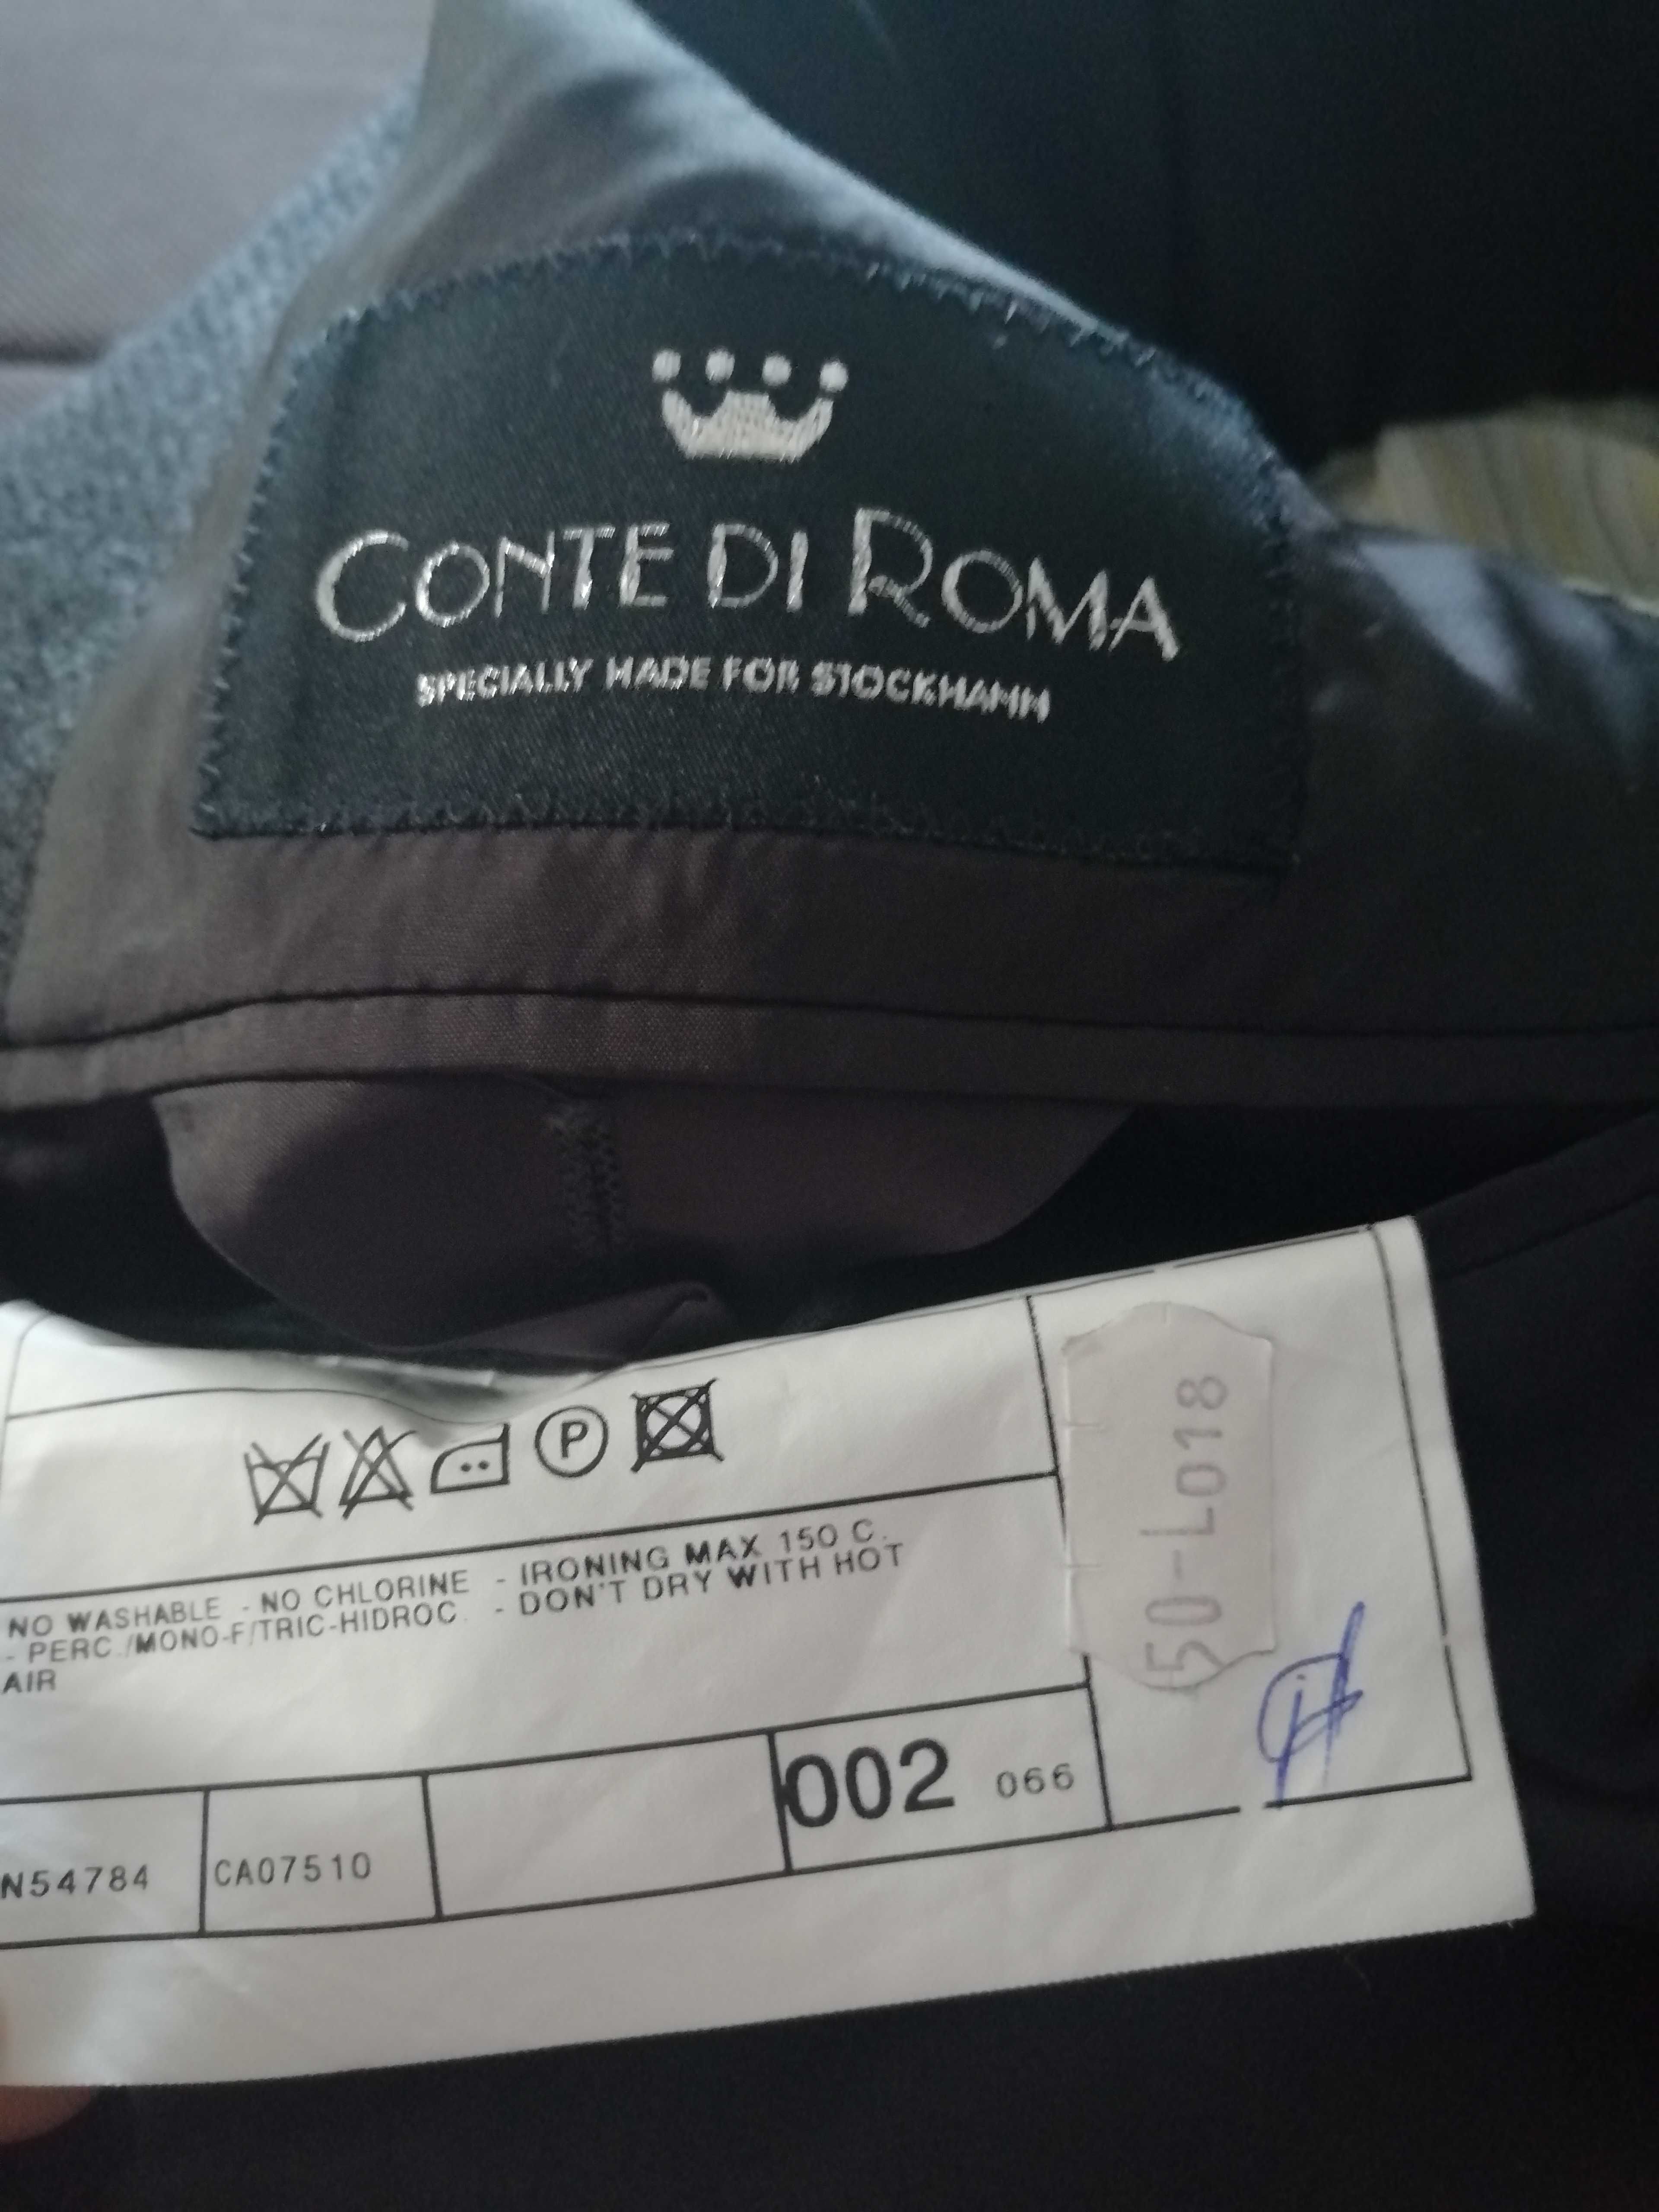 CONTE DI ROMA
SPECIALLY MADE FOR STOCKMANN
P
NO WASHABLE - NO CHLORINE - IRONING MAX 150 C.
- PERC./MONO-F/TRIC-HIDROC. - DON'T DRY WITH HOT
AIR
50-L018
N54784 CA07510 002 066